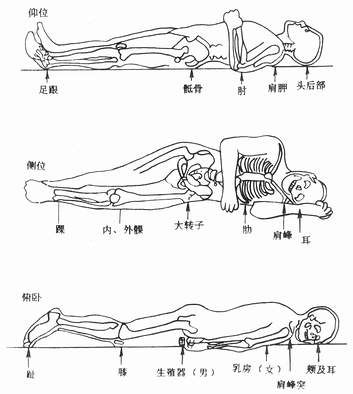 仰位
足跟 骶骨 肘 肩胛 头后部
侧位
踝 内、外髁 大转子 肋 肩峰 耳
俯卧
趾 膝 生殖器（男） 乳房（女） 肩峰突 颊及耳